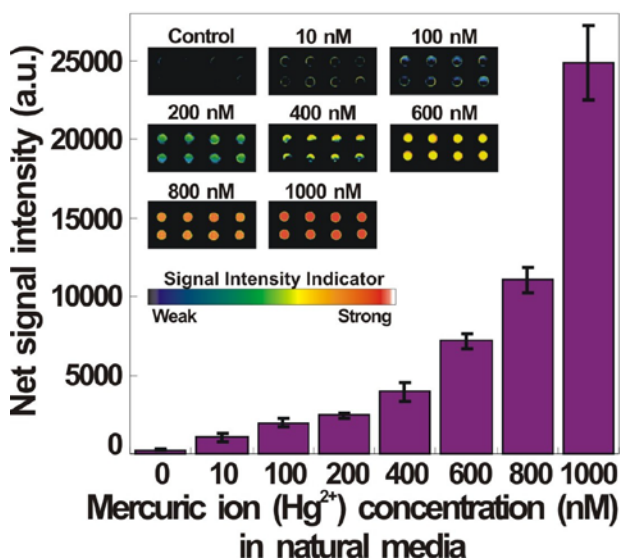 Net signal intensity (a.u.)
25000
20000
15000
10000
5000
0
Control 10 nM 100 nM
200 nM 400 nM 600 nM
800 nM 1000 nM
Signal Intensity Indicator
Weak Strong
0 10 100 200 400 600 800 1000
Mercuric ion (Hg²⁺) concentration (nM)
in natural media